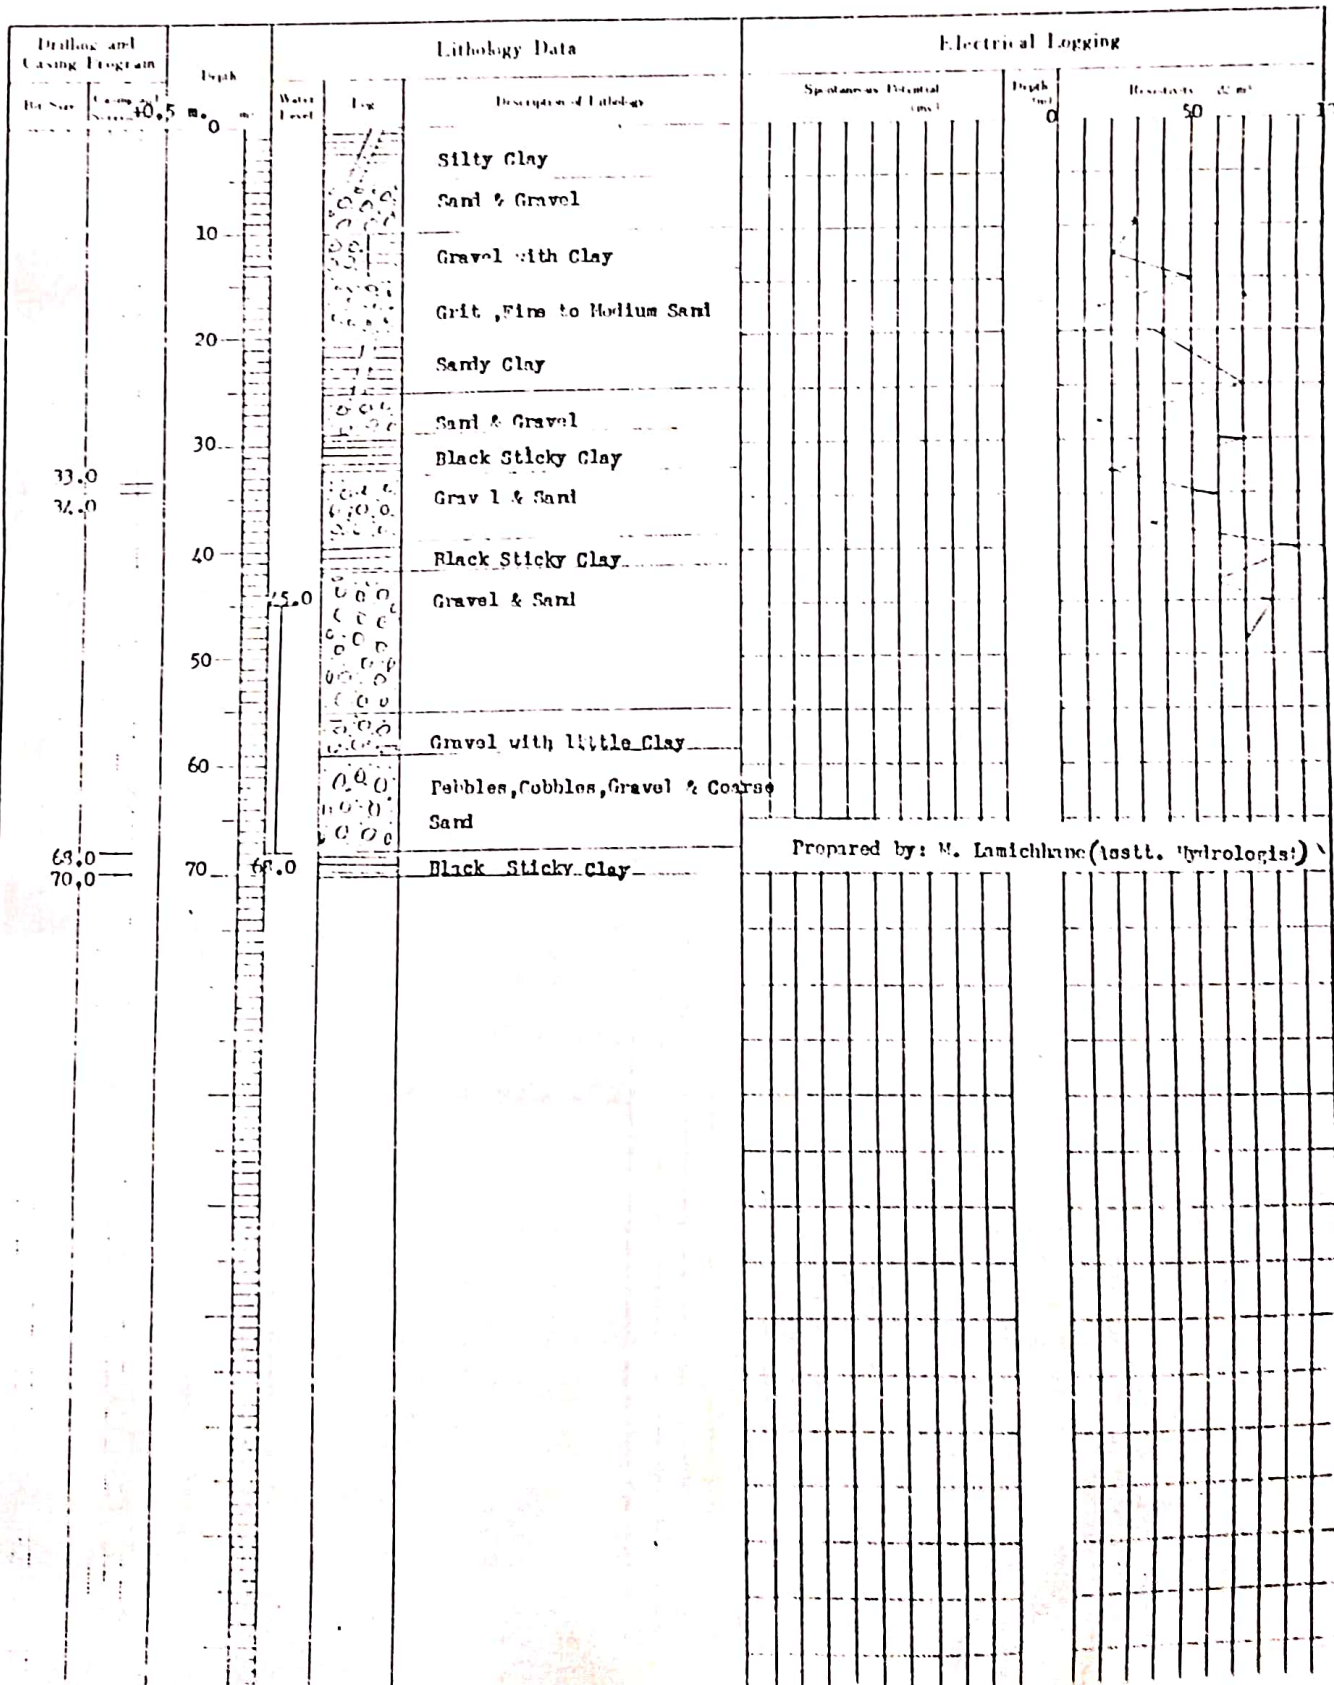 Drilling and
Casing Program
Depth
Lithology Data
Electrical Logging
Bit Size
+0.5 m.
m
Water
Level
Log
Description of Lithology
Spontaneous Potential
(mv)
Depth
(m)
Resistivity
0
50
0
Silty Clay
Sand & Gravel
10
Gravel with Clay
Grit ,Fine to Medium Sand
20
Sandy Clay
Sand & Gravel
30
Black Sticky Clay
33.0
34.0
Grav l & Sand
40
Black Sticky Clay
45.0
Gravel & Sand
50
Gravel with little Clay
60
Pebbles,Cobbles,Gravel & Coarse
Sand
68.0
70.0
70
68.0
Black Sticky Clay
Prepared by: M. Lamichhane (Asstt. Hydrologist)